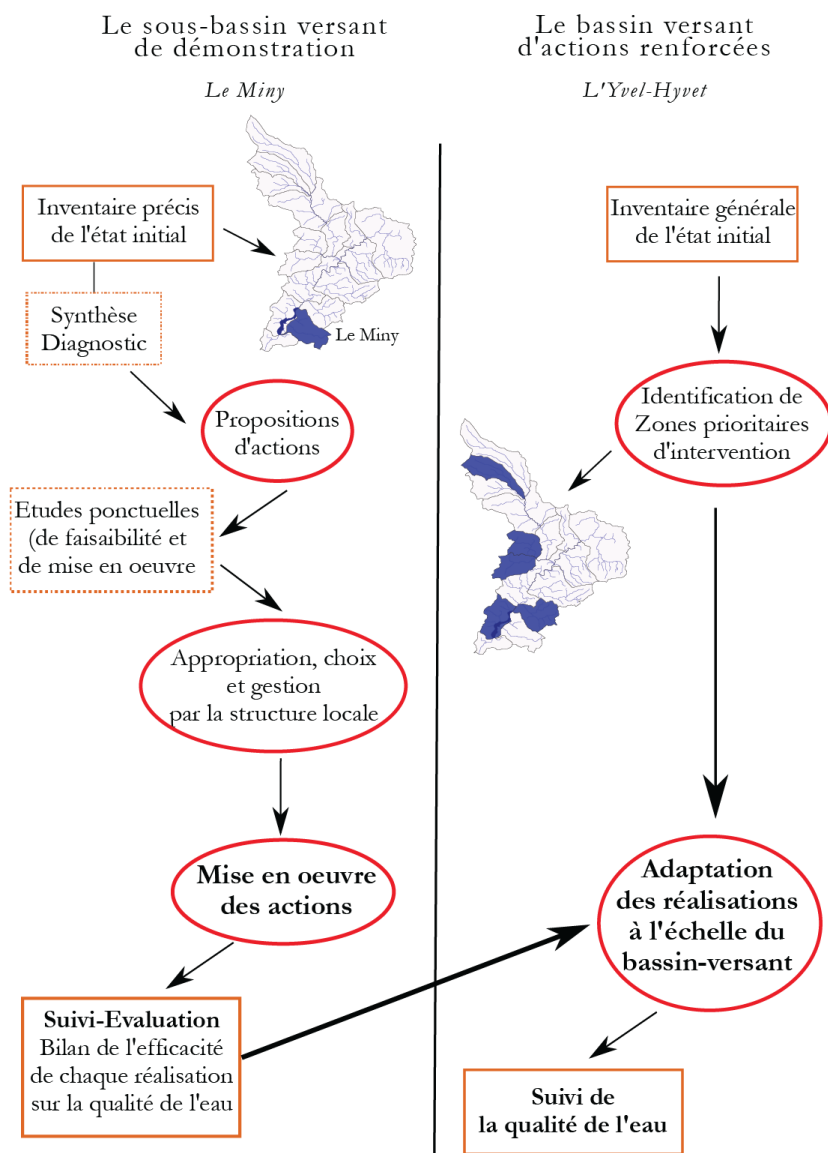 Le sous-bassin versant
de démonstration
Le Miny
Inventaire précis
de l'état initial
Le Miny
Synthèse
Diagnostic
Propositions
d'actions
Etudes ponctuelles
(de faisaibilité et
de mise en oeuvre
Appropriation, choix
et gestion
par la structure locale
Mise en oeuvre
des actions
Suivi-Evaluation
Bilan de l'efficacité
de chaque réalisation
sur la qualité de l'eau
Le bassin versant
d'actions renforcées
L'Yvel-Hyvet
Inventaire générale
de l'état initial
Identification de
Zones prioritaires
d'intervention
Adaptation
des réalisations
à l'échelle du
bassin-versant
Suivi de
la qualité de l'eau